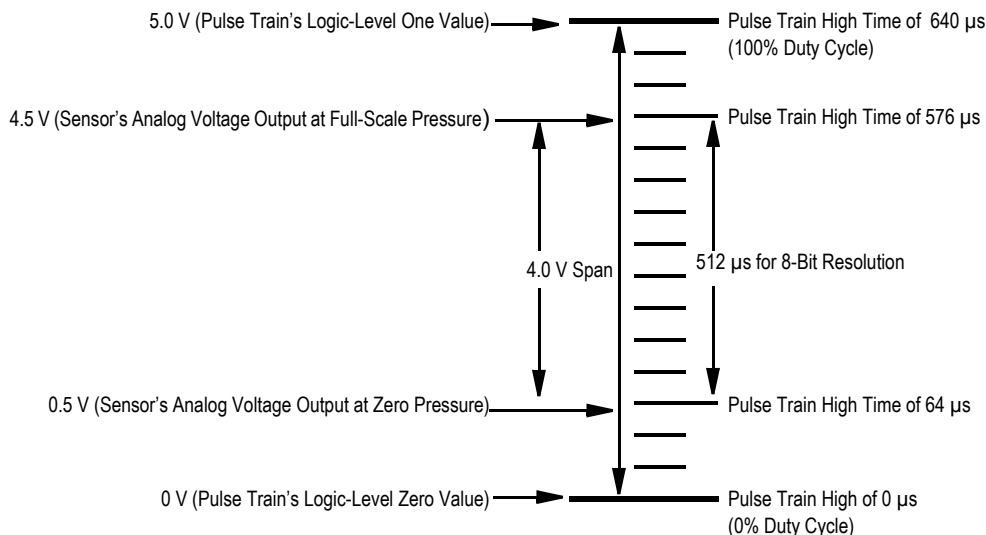 5.0 V (Pulse Train's Logic-Level One Value)
Pulse Train High Time of 640 µs
(100% Duty Cycle)
4.5 V (Sensor's Analog Voltage Output at Full-Scale Pressure)
Pulse Train High Time of 576 µs
4.0 V Span
512 µs for 8-Bit Resolution
0.5 V (Sensor's Analog Voltage Output at Zero Pressure)
Pulse Train High Time of 64 µs
0 V (Pulse Train's Logic-Level Zero Value)
Pulse Train High of 0 µs
(0% Duty Cycle)